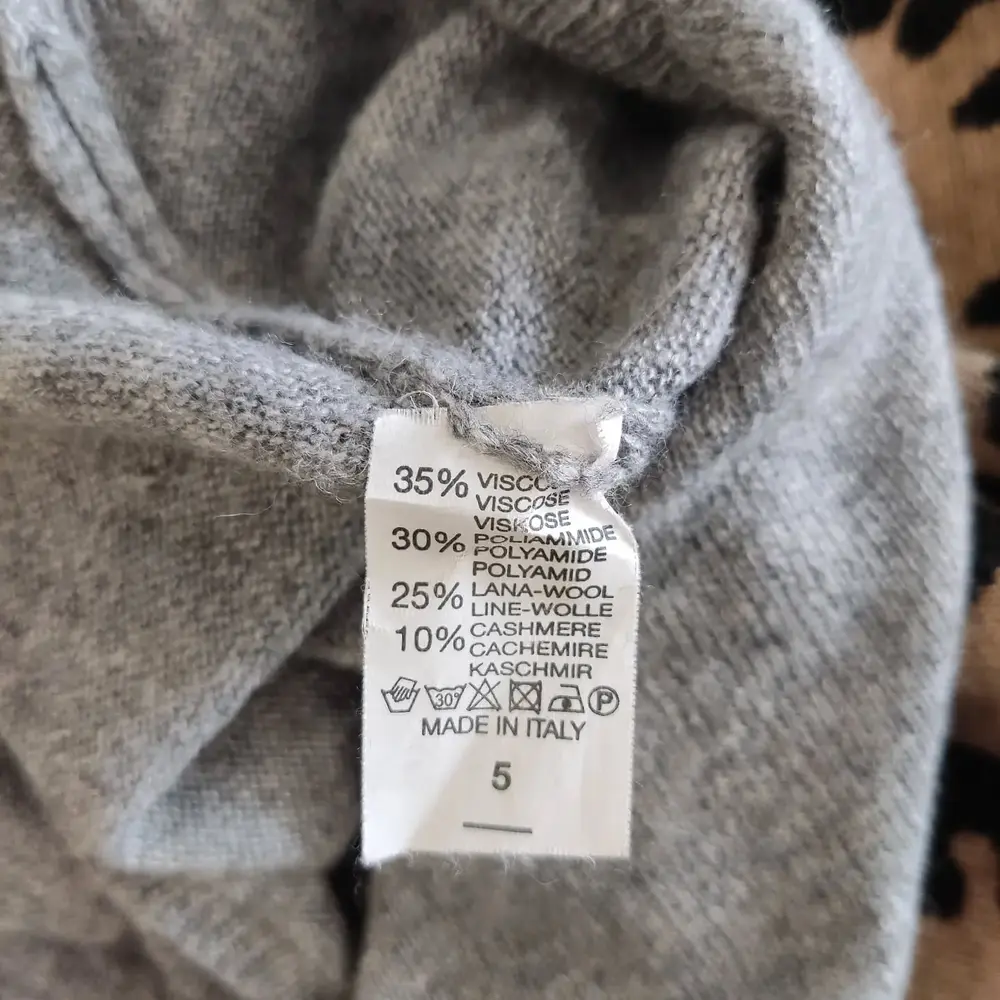 35% VISCO
VISCOSE
VISKOSE
30% POLIAMMIDE
POLYAMIDE
POLYAMID
25% LANA-WOOL
LINE-WOLLE
10% CASHMERE
CACHEMIRE
KASCHMIR
30° P
MADE IN ITALY
5